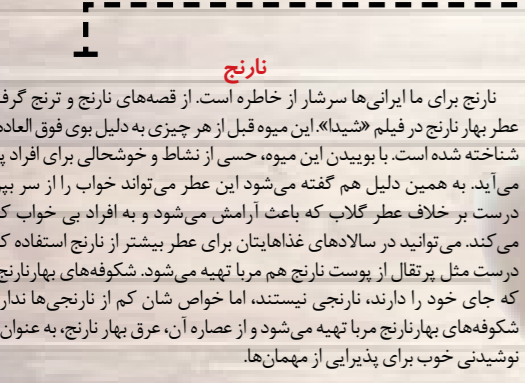 نارنج
نارنج برای ما ایرانی‌ها سرشار از خاطره است. از قصه‌های نارنج و ترنج
عطر بهار نارنج در فیلم «شیدا». این میوه قبل از هر چیزی به دلیل بوی فوق
شناخته شده است. با بوییدن این میوه، حسی از نشاط و خوشحالی برای افراد
می‌آید. به همین دلیل هم گفته می‌شود این عطر می‌تواند خواب را از سر
درست بر خلاف عطر گلاب که باعث آرامش می‌شود و به افراد بی خواب
می‌کند. می‌توانید در سالادهای غذاهایتان برای عطر بیشتر از نارنج استفاده
درست مثل پرتقال از پوست نارنج هم مربا تهیه می‌شود. شکوفه‌های بهارنارنج
که جای خود را دارند، نارنجی نیستند، اما خواص شان کم از نارنجی‌ها
شکوفه‌های بهارنارنج مربا تهیه می‌شود و از عصاره آن، عرق بهار نارنج، به عنوان
نوشیدنی خوب برای پذیرایی از مهمان‌ها.